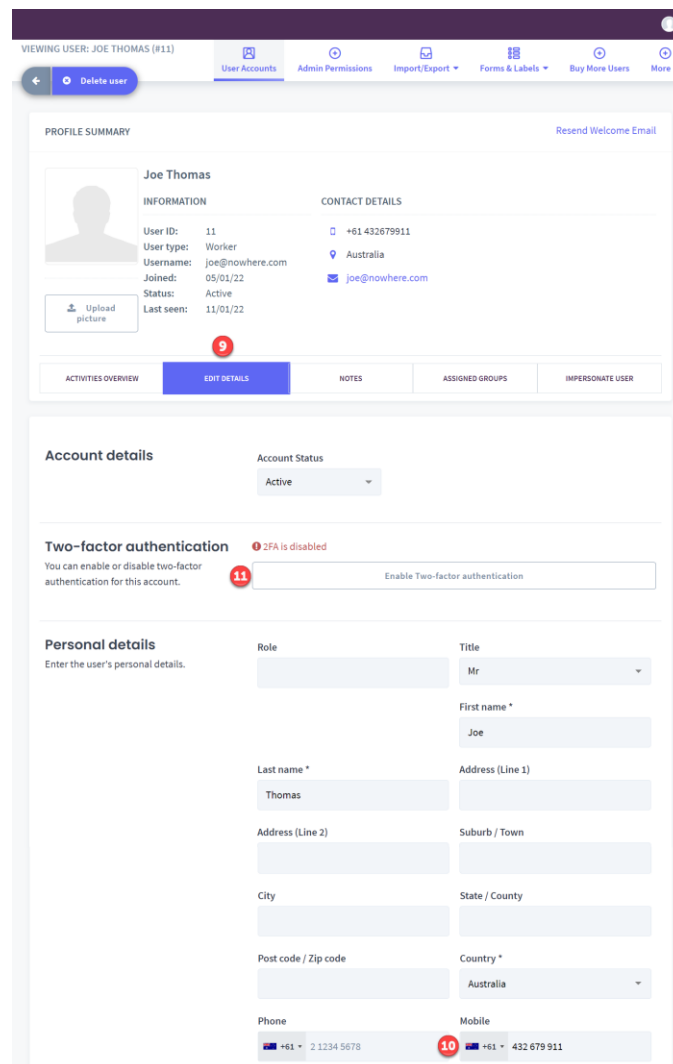 VIEWING USER: JOE THOMAS (#11)
User Accounts
Admin Permissions
Import/Export
Forms & Labels
Buy More Users
More
Delete user
PROFILE SUMMARY
Resend Welcome Email
Joe Thomas
INFORMATION
CONTACT DETAILS
User ID: 11
+61 432679911
User type: Worker
Australia
Username: joe@nowhere.com
joe@nowhere.com
Joined: 05/01/22
Status: Active
Last seen: 11/01/22
Upload
picture
9
ACTIVITIES OVERVIEW
EDIT DETAILS
NOTES
ASSIGNED GROUPS
IMPERSONATE USER
Account details
Account Status
Active
Two-factor authentication
You can enable or disable two-factor
authentication for this account.
2FA is disabled
11
Enable Two-factor authentication
Personal details
Enter the user's personal details.
Role
Title
Mr
First name *
Joe
Last name *
Address (Line 1)
Thomas
Address (Line 2)
Suburb / Town
City
State / County
Post code / Zip code
Country *
Australia
Phone
Mobile
+61 2 1234 5678
10
+61 432 679 911